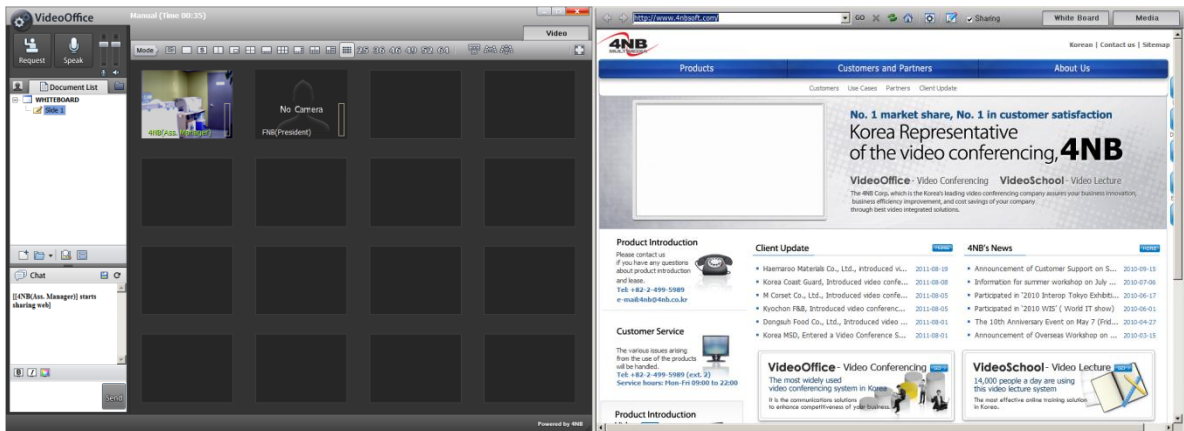 VideoOffice
Manual (Time 00:35)
Video
Request
Speak
Mode
25 36 46 49 52 64
Document List
WHITEBOARD
Slide 1
4NB(Ass. Manager)
No Camera
FNB(President)
Chat
[[4NB(Ass. Manager)] starts
sharing web]
Send
Powered by 4NB
http://www.4nbsoft.com/
GO
Sharing
White Board
Media
4NB
MULTIMEDIA
Korean | Contact us | Sitemap
Products
Customers and Partners
About Us
Customers Use Cases Partners Client Update
No. 1 market share, No. 1 in customer satisfaction
Korea Representative
of the video conferencing, 4NB
VideoOffice - Video Conferencing VideoSchool - Video Lecture
The 4NB Corp, which is the Korea's leading video conferencing company assures your business innovation,
business efficiency improvement, and cost savings of your company
through best video integrated solutions.
Product Introduction
Please contact us
if you have any questions
about product introduction
and lease.
Tel: +82-2-499-5989
e-mail:4nb@4nb.co.kr
Customer Service
The various issues arising
from the use of the products
will be handled.
Tel: +82-2-499-5989 (ext. 2)
Service hours: Mon-Fri 09:00 to 22:00
Product Introduction
Client Update
Haemaroo Materials Co., Ltd., introduced vi... 2011-08-19
Korea Coast Guard, Introduced video confe... 2011-08-08
M Corset Co., Ltd., introduced video confe... 2011-08-05
Kyochon F&B, Introduced video conferenc... 2011-08-05
Dongsuh Food Co., Ltd., Introduced video ... 2011-08-01
Korea MSD, Entered a Video Conference S... 2011-08-01
4NB's News
Announcement of Customer Support on S... 2010-09-15
Information for summer workshop on July ... 2010-07-06
Participated in '2010 Interop Tokyo Exhibiti... 2010-06-17
Participated in '2010 WIS' ( World IT show) 2010-06-01
The 10th Anniversary Event on May 7 (Frid... 2010-04-27
Announcement of Overseas Workshop on ... 2010-03-15
VideoOffice - Video Conferencing
The most widely used
video conferencing system in Korea
It is the communications solutions
to enhance competitiveness of your business.
VideoSchool - Video Lecture
14,000 people a day are using
this video lecture system
The most effective online training solution
in Korea.